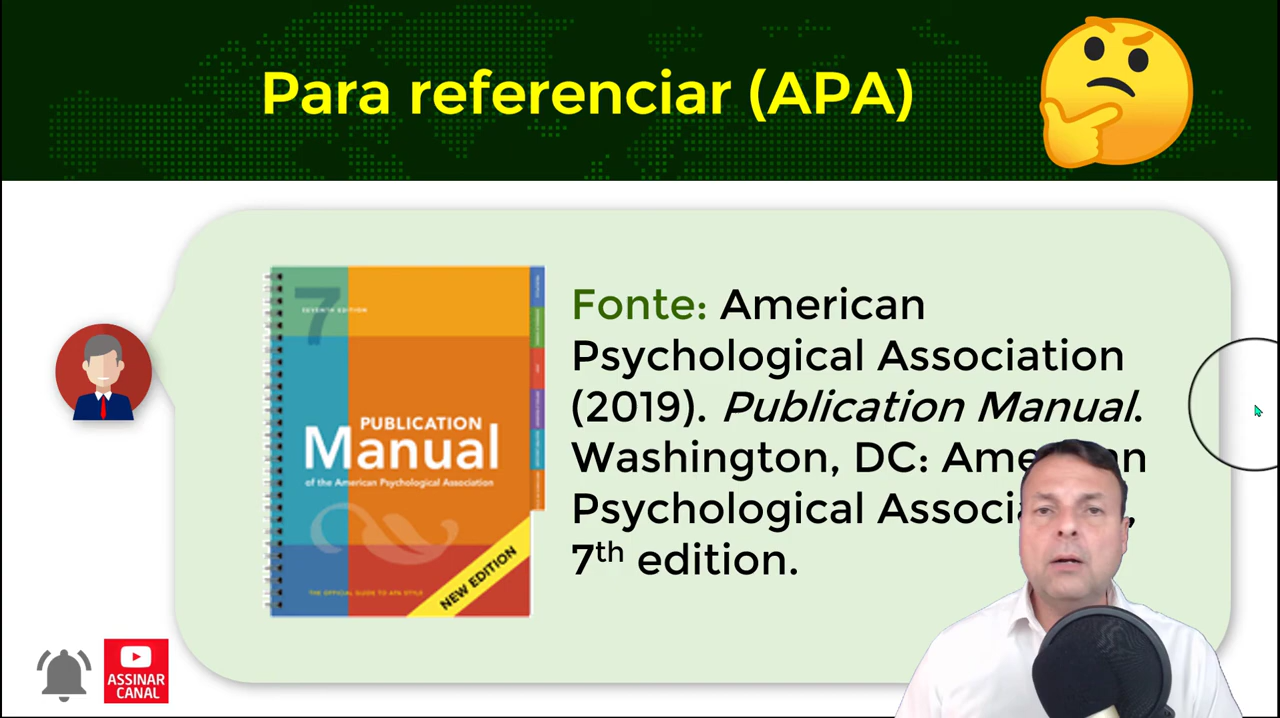 Para referenciar (APA)
7
SEVENTH EDITION
PUBLICATION
Manual
of the American Psychological Association
THE OFFICIAL GUIDE TO APA STYLE
NEW EDITION
Fonte: American
Psychological Association
(2019). Publication Manual.
Washington, DC:
Psychological
7th edition.
ASSINAR
CANAL